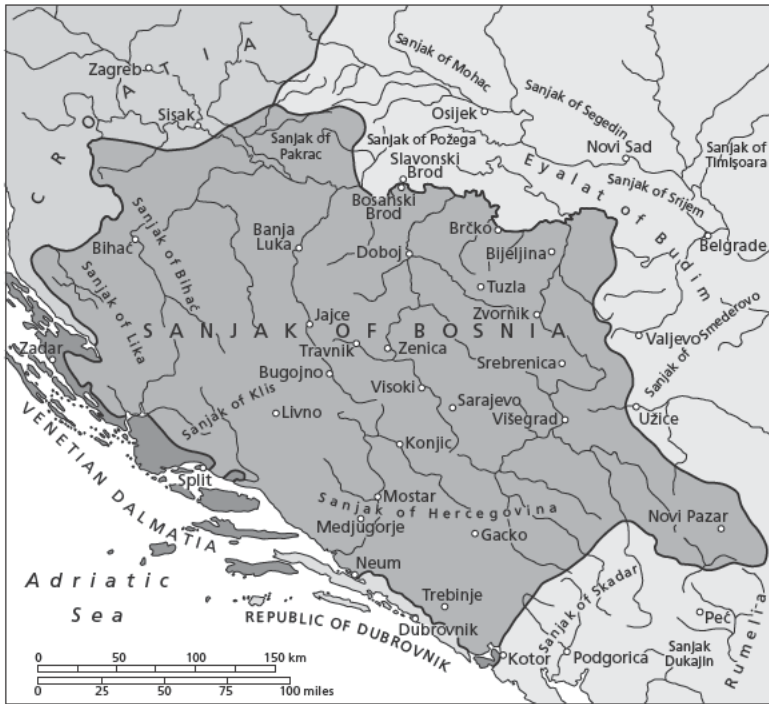 CROATIA
Zagreb
Sisak
Sanjak of Mohac
Osijek
Sanjak of Segedin
Sanjak of
Pakrac
Sanjak of Požega
Slavonski
Brod
Novi Sad
Sanjak of
Timişoara
Bosanski
Brod
Eyalat of Budim
Sanjak of Srijem
Belgrade
Bihać
Sanjak of Bihać
Banja
Luka
Brčko
Doboj
Bijeljina
Tuzla
Zvornik
Sanjak of Lika
SANJAK OF BOSNIA
Jajce
Travnik
Zenica
Srebrenica
Valjevo
Sanjak of Smederovo
Zadar
Bugojno
Visoki
Sarajevo
Višegrad
Užice
Sanjak of Klis
Livno
Konjic
VENETIAN DALMATIA
Split
Mostar
Sanjak of Hercegovina
Medjugorje
Gacko
Novi Pazar
Neum
Adriatic
Sea
Trebinje
Sanjak of Skadar
Peč
Rumelira
REPUBLIC OF DUBROVNIK
Dubrovnik
Kotor
Podgorica
Sanjak
Dukajin
0 50 100 150 km
0 25 50 75 100 miles